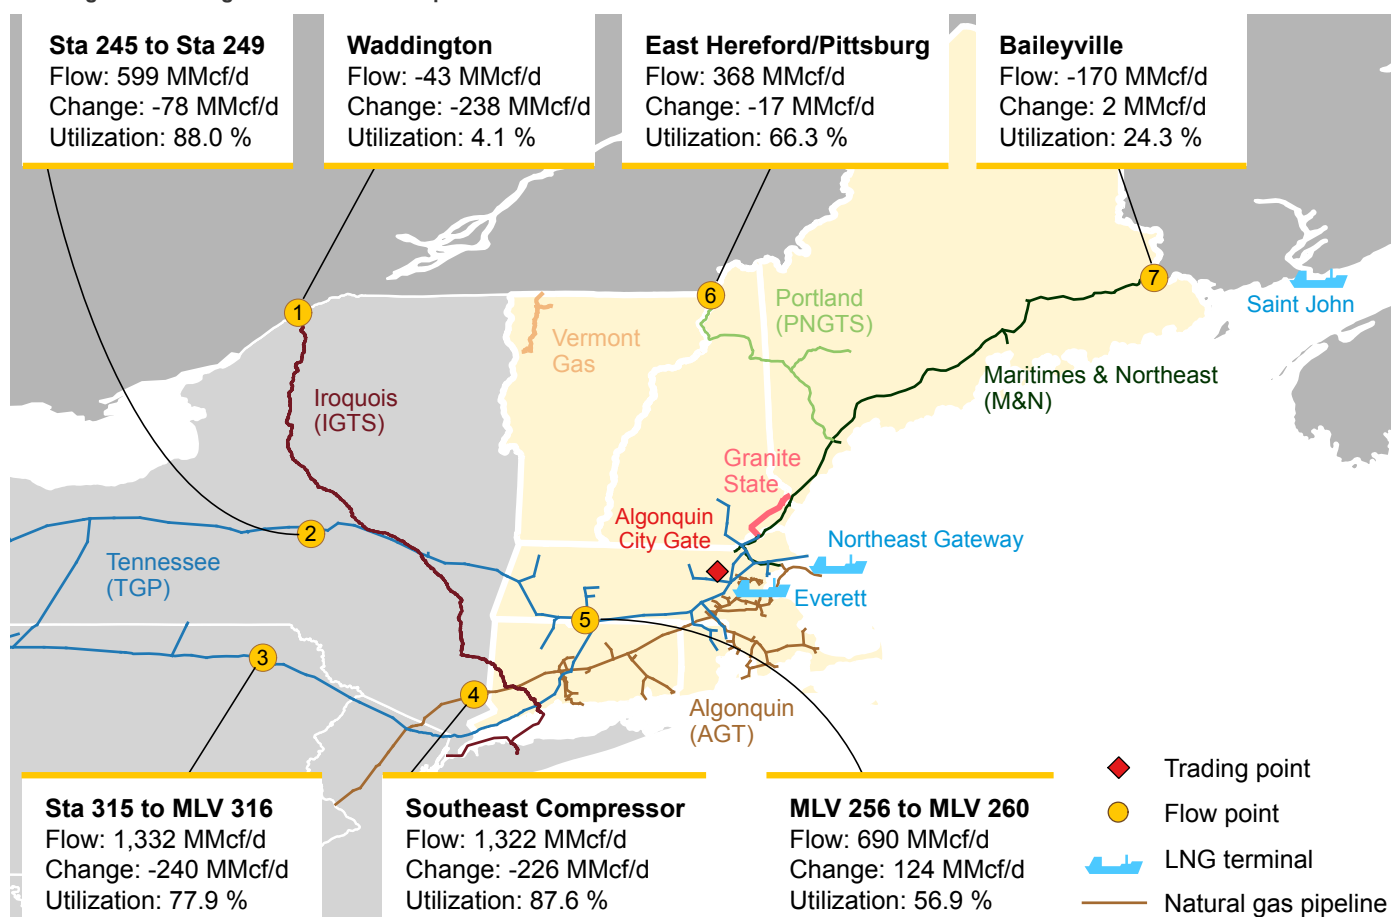 Sta 245 to Sta 249
Flow: 599 MMcf/d
Change: -78 MMcf/d
Utilization: 88.0 %
Waddington
Flow: -43 MMcf/d
Change: -238 MMcf/d
Utilization: 4.1 %
East Hereford/Pittsburg
Flow: 368 MMcf/d
Change: -17 MMcf/d
Utilization: 66.3 %
Baileyville
Flow: -170 MMcf/d
Change: 2 MMcf/d
Utilization: 24.3 %
1
6
7
Portland
(PNGTS)
Saint John
Vermont
Gas
Maritimes & Northeast
(M&N)
Iroquois
(IGTS)
Granite
State
Algonquin
City Gate
2
Northeast Gateway
Tennessee
(TGP)
Everett
5
3
4
Algonquin
(AGT)
Sta 315 to MLV 316
Flow: 1,332 MMcf/d
Change: -240 MMcf/d
Utilization: 77.9 %
Southeast Compressor
Flow: 1,322 MMcf/d
Change: -226 MMcf/d
Utilization: 87.6 %
MLV 256 to MLV 260
Flow: 690 MMcf/d
Change: 124 MMcf/d
Utilization: 56.9 %
Trading point
Flow point
LNG terminal
Natural gas pipeline